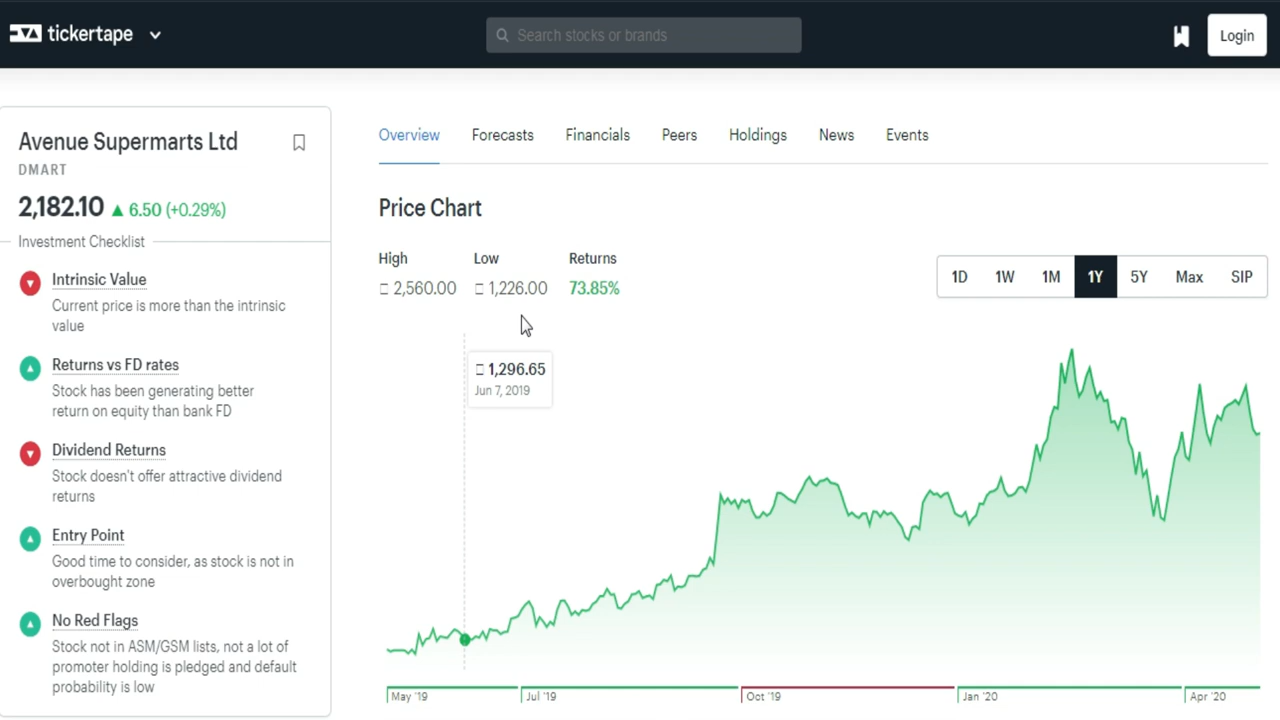 tickertape
Search stocks or brands
Login
Avenue Supermarts Ltd
DMART
2,182.10 ▲ 6.50 (+0.29%)
Investment Checklist
Intrinsic Value
Current price is more than the intrinsic
value
Returns vs FD rates
Stock has been generating better
return on equity than bank FD
Dividend Returns
Stock doesn't offer attractive dividend
returns
Entry Point
Good time to consider, as stock is not in
overbought zone
No Red Flags
Stock not in ASM/GSM lists, not a lot of
promoter holding is pledged and default
probability is low
Overview Forecasts Financials Peers Holdings News Events
Price Chart
High Low Returns
2,560.00 1,226.00 73.85%
1D 1W 1M 1Y 5Y Max SIP
1,296.65
Jun 7, 2019
May '19 Jul '19 Oct '19 Jan '20 Apr '20